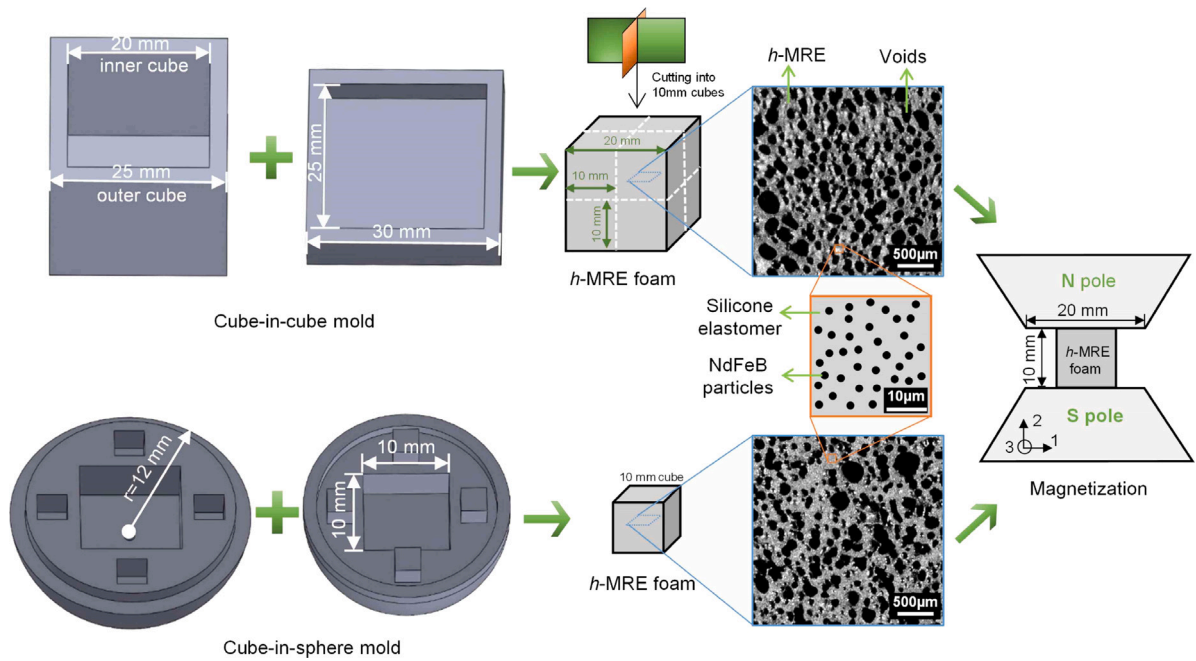 20 mm
inner cube
25 mm
outer cube
25 mm
30 mm
Cube-in-cube mold
Cutting into
10mm cubes
20 mm
10 mm
10 mm
h-MRE foam
h-MRE
Voids
500µm
Silicone
elastomer
NdFeB
particles
10µm
N pole
20 mm
10 mm
h-MRE
foam
S pole
2
3
1
Magnetization
r=12 mm
10 mm
10 mm
Cube-in-sphere mold
10 mm cube
h-MRE foam
500µm